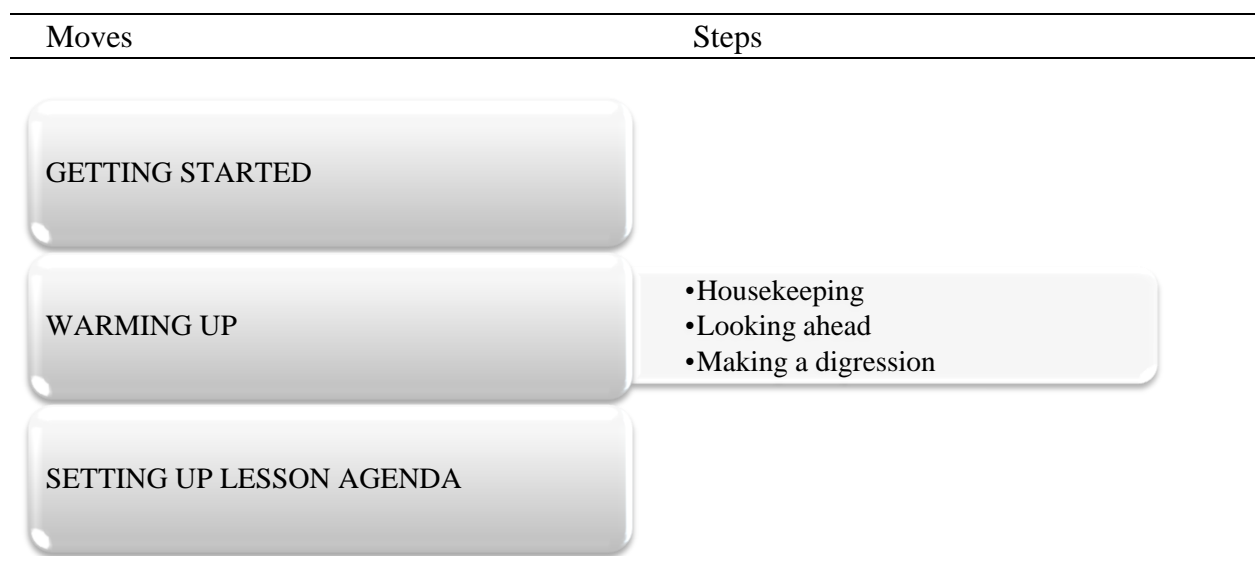 Moves Steps
GETTING STARTED
•Housekeeping
WARMING UP
•Looking ahead
•Making a digression
SETTING UP LESSON AGENDA